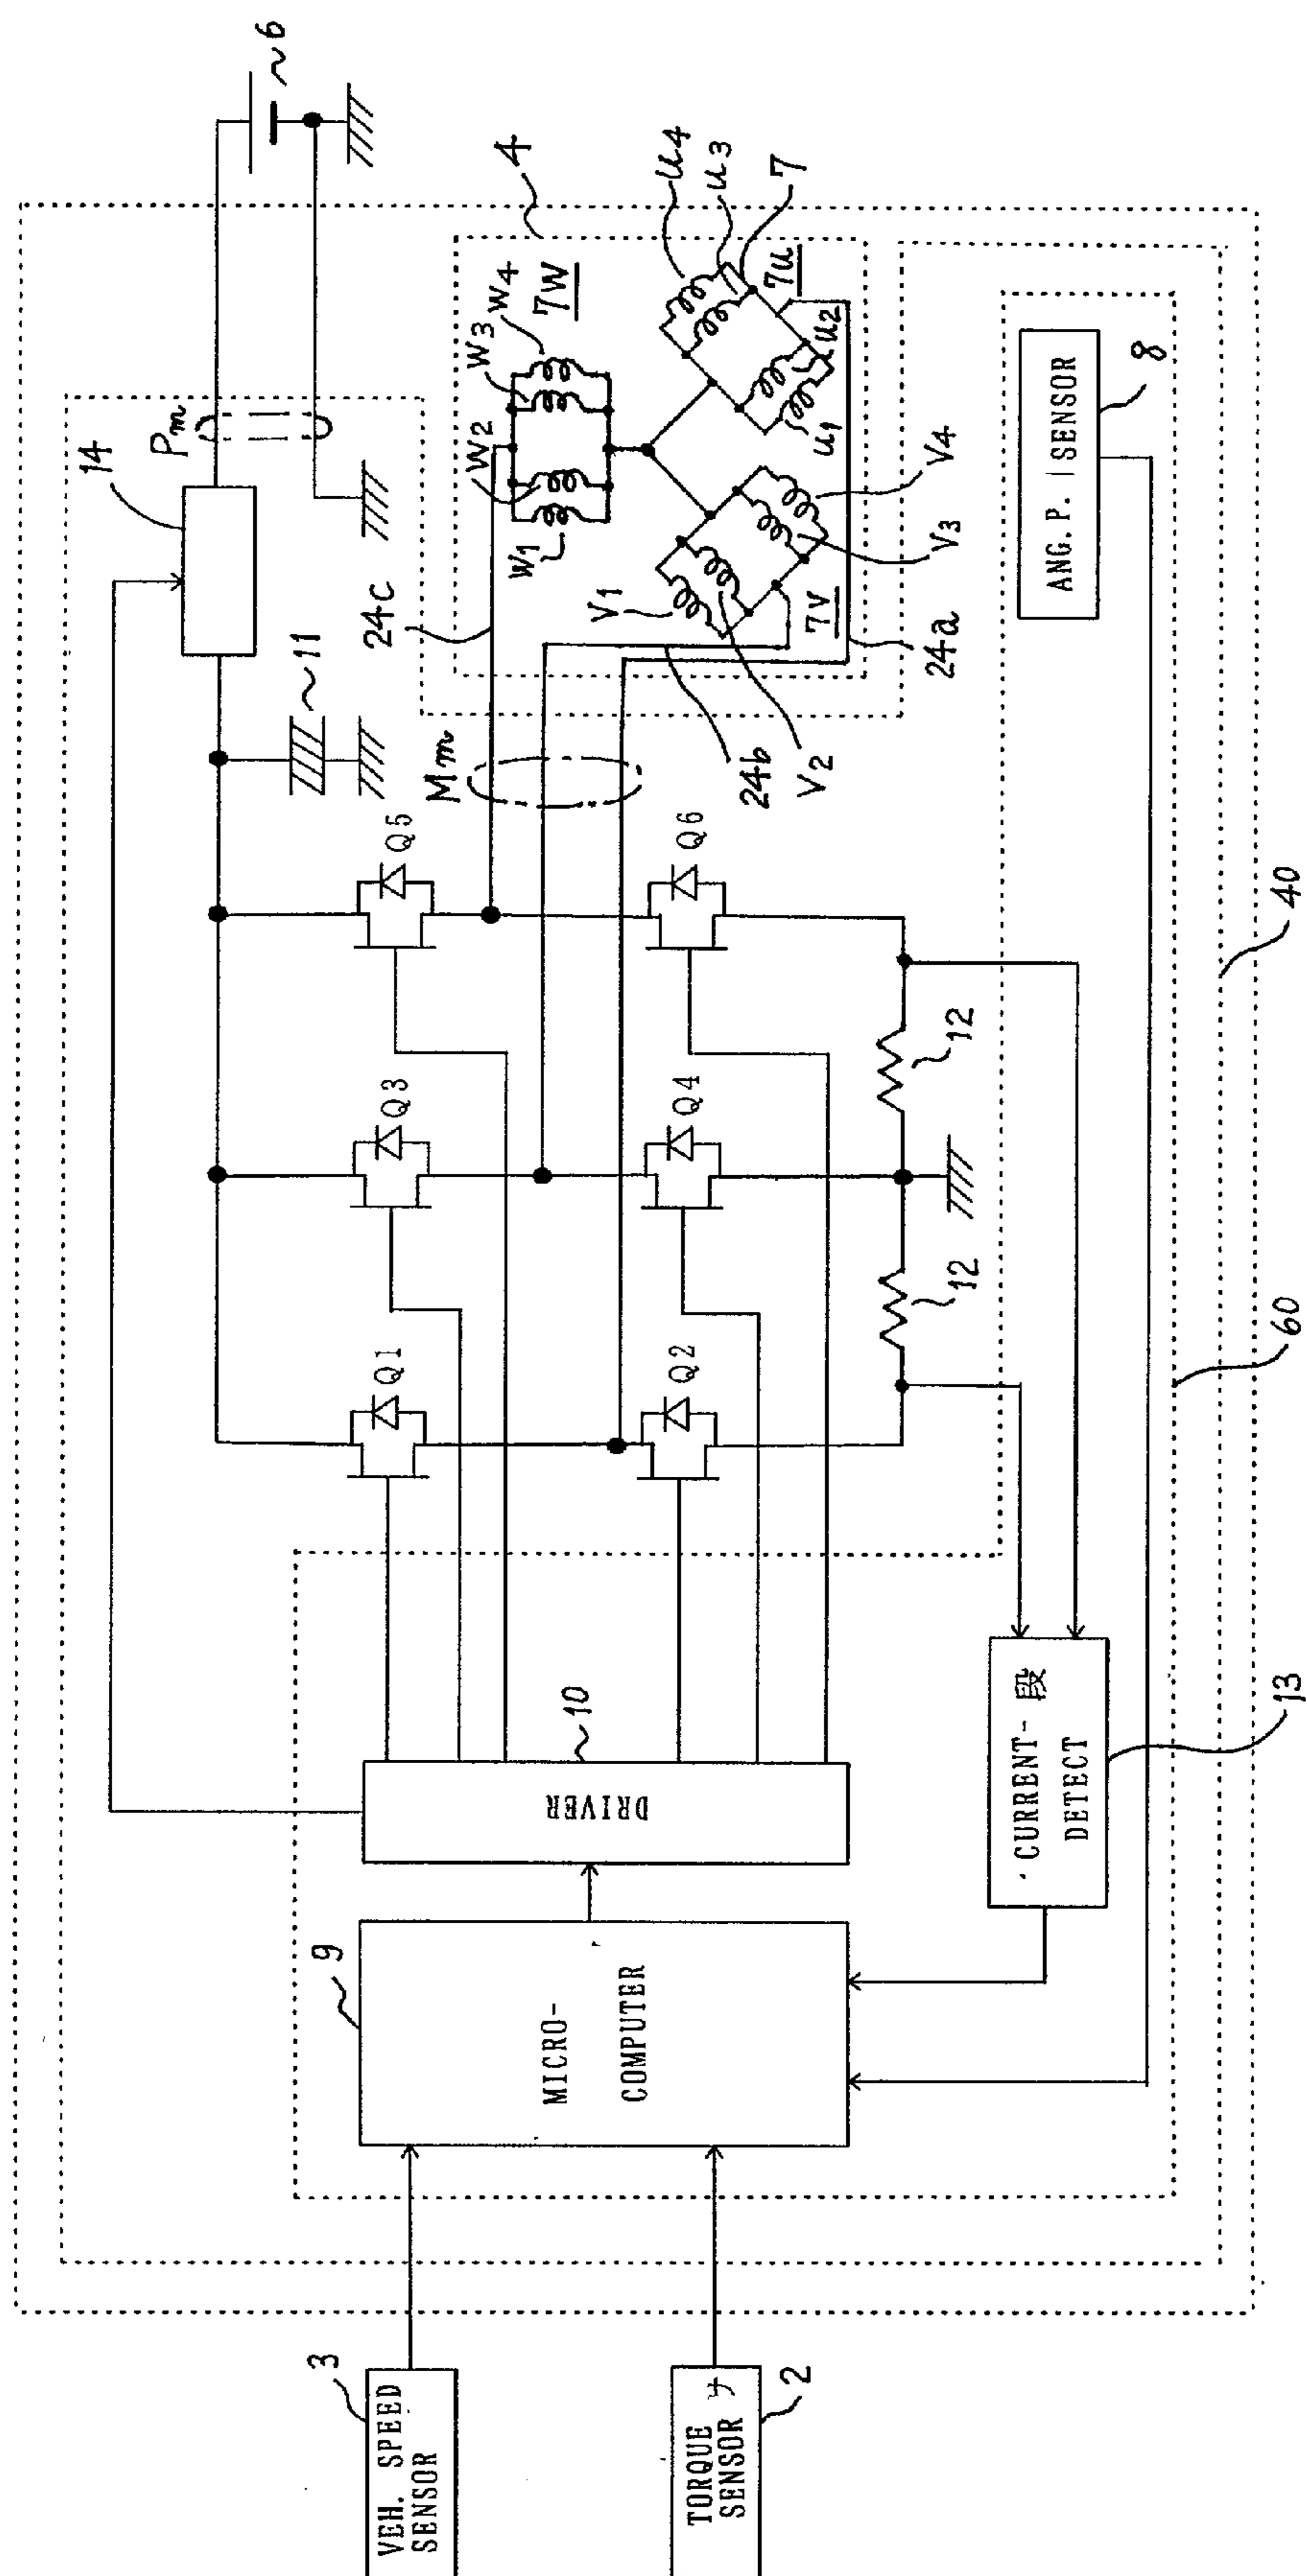 VEH. SPEED
SENSOR
3
TORQUE サ
SENSOR
2
9
MICRO-
COMPUTER
10
DRIVER
· CURRENT- 段
DETECT
13
Q1
Q2
Q3
Q4
Q5
Q6
12
12
11
14
Pm
6
Mm
24c
24b
24a
4
W1
W2
W3
W4
7W
V1
V2
V3
V4
7V
u1
u2
u3
u4
7u
7
ANG. P. | SENSOR
8
40
60